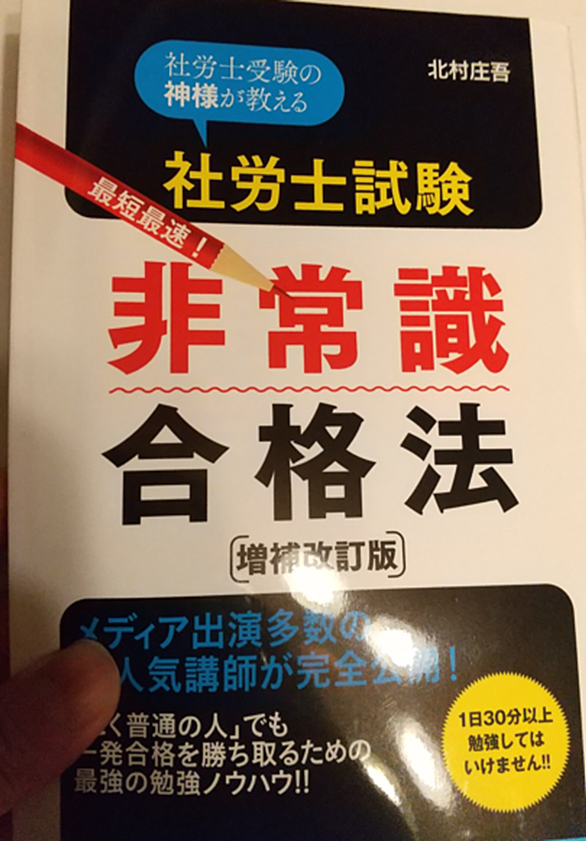 社労士受験の
神様が教える
北村庄吾
社労士試験
最短最速!
非常識
合格法
[増補改訂版]
メディア出演多数の
人気講師が完全公開!
く普通の人」でも
一発合格を勝ち取るための
最強の勉強ノウハウ!!
1日30分以上
勉強しては
いけません!!